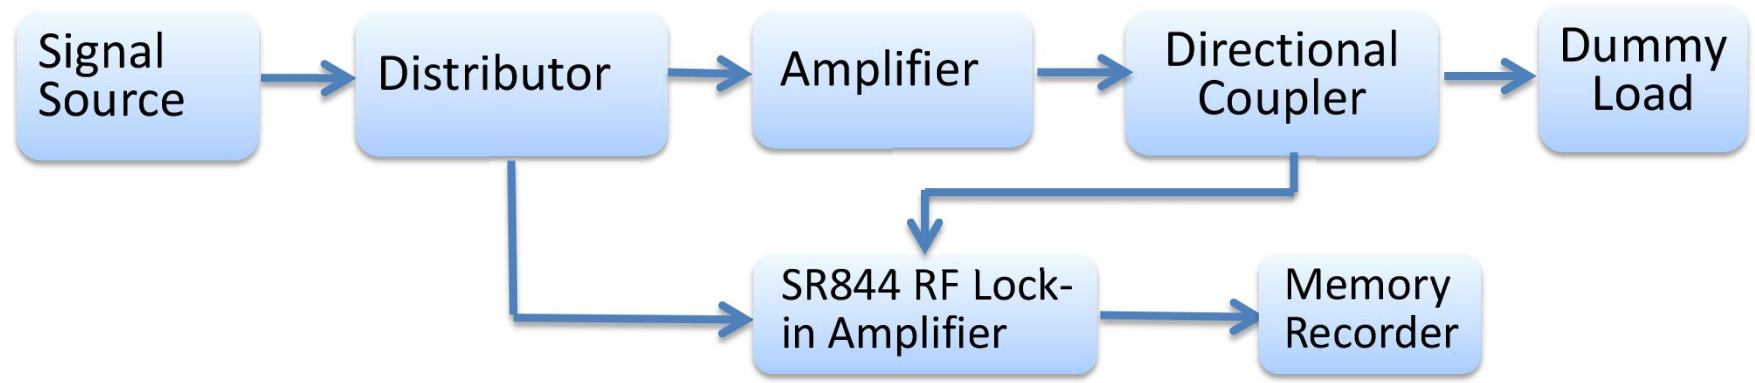 Signal
Source
Distributor
Amplifier
Directional
Coupler
Dummy
Load
SR844 RF Lock-
in Amplifier
Memory
Recorder